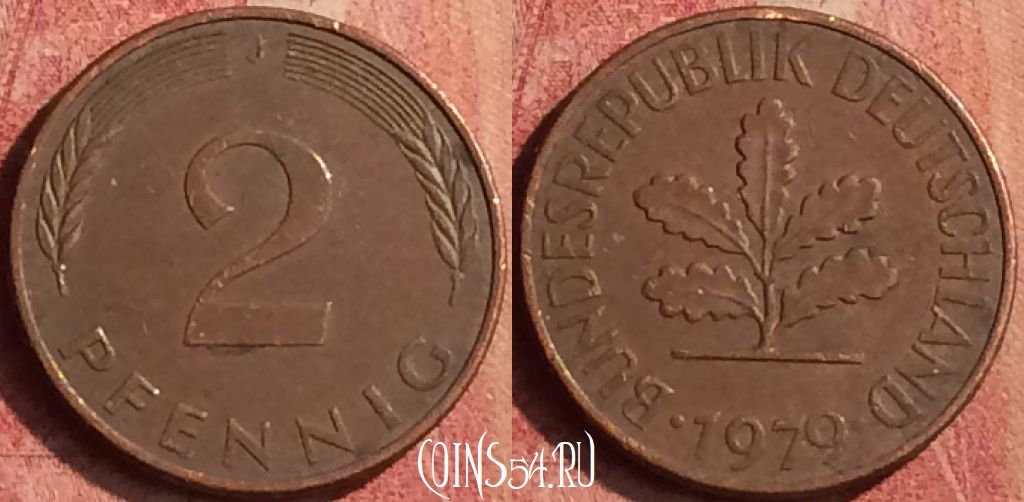 J
2
PFENNIG
BUNDESREPUBLIK DEUTSCHLAND
· 1979 ·
COINS54.RU